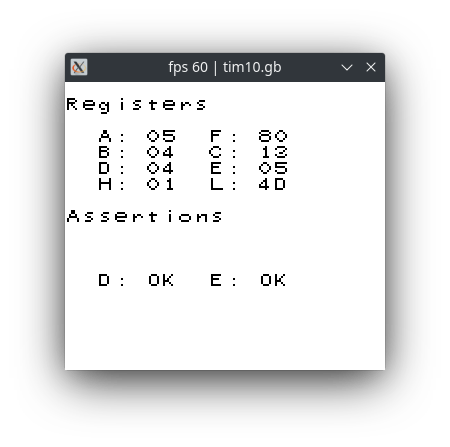 fps 60 | tim10.gb
Registers
A: 05 F: 80
B: 04 C: 13
D: 04 E: 05
H: 01 L: 4D
Assertions
D: OK E: OK